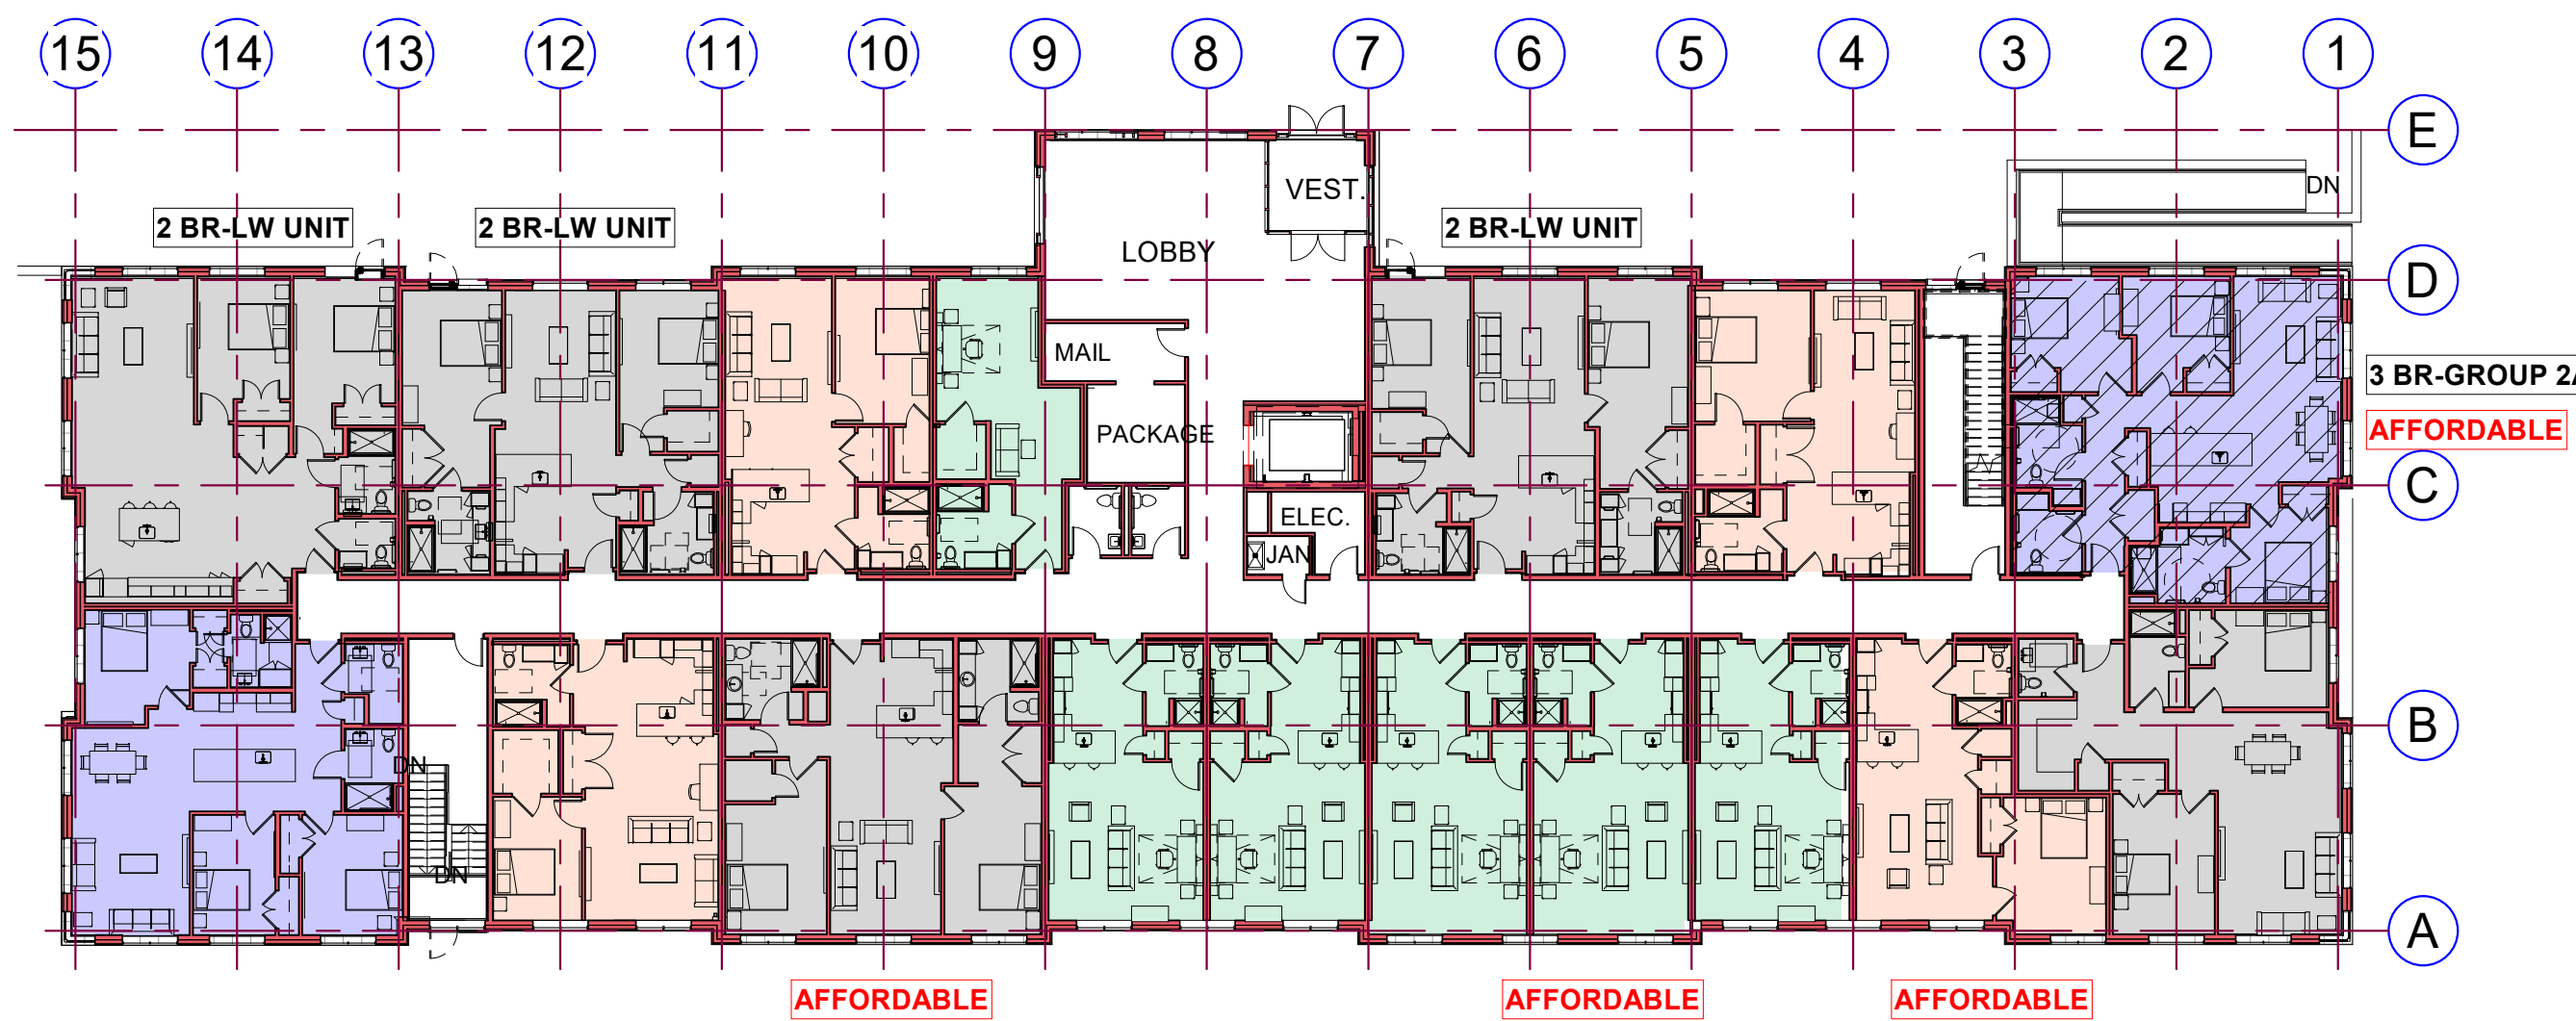 15 14 13 12 11 10 9 8 7 6 5 4 3 2 1
E
VEST.
DN
2 BR-LW UNIT 2 BR-LW UNIT 2 BR-LW UNIT
LOBBY
D
MAIL
3 BR-GROUP 2A
AFFORDABLE
PACKAGE
C
ELEC.
JAN
B
DN
DN
A
AFFORDABLE AFFORDABLE AFFORDABLE